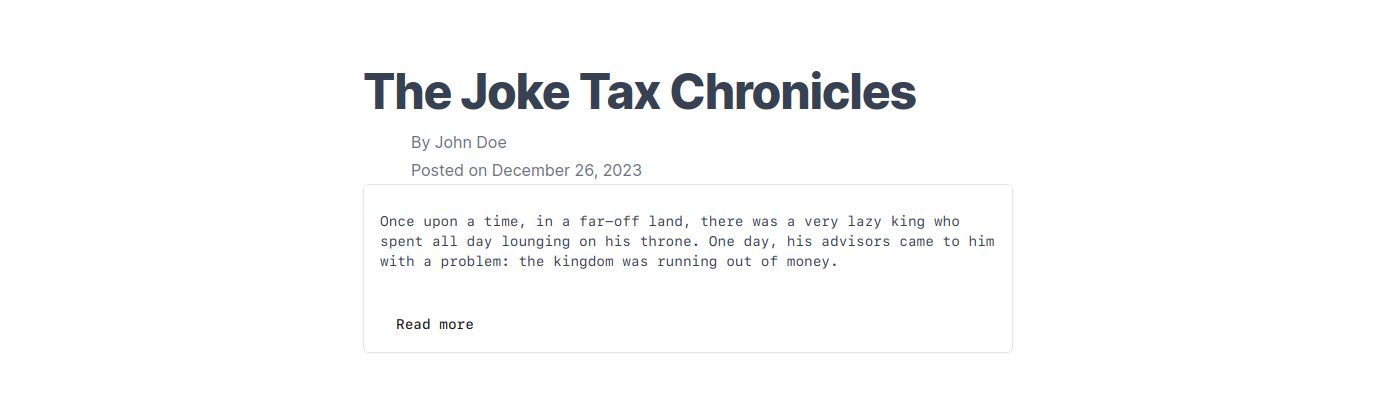 The Joke Tax Chronicles
By John Doe
Posted on December 26, 2023
Once upon a time, in a far-off land, there was a very lazy king who
spent all day lounging on his throne. One day, his advisors came to him
with a problem: the kingdom was running out of money.
Read more